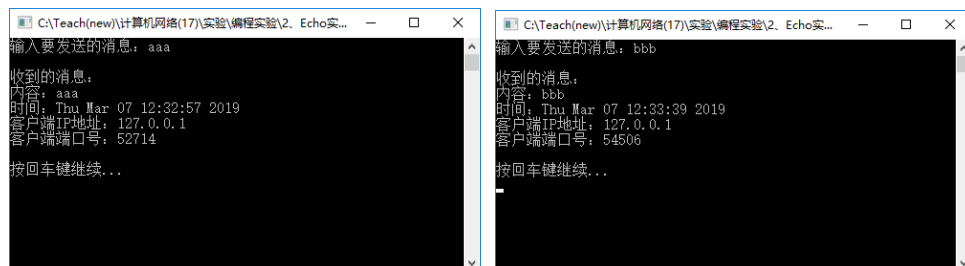 C:\Teach(new)\计算机网络(17)\实验\编程实验\2、Echo实...
输入要发送的消息：aaa
收到的消息：
内容：aaa
时间：Thu Mar 07 12:32:57 2019
客户端IP地址：127.0.0.1
客户端端口号：52714
按回车键继续...
C:\Teach(new)\计算机网络(17)\实验\编程实验\2、Echo实...
输入要发送的消息：bbb
收到的消息：
内容：bbb
时间：Thu Mar 07 12:33:39 2019
客户端IP地址：127.0.0.1
客户端端口号：54506
按回车键继续...